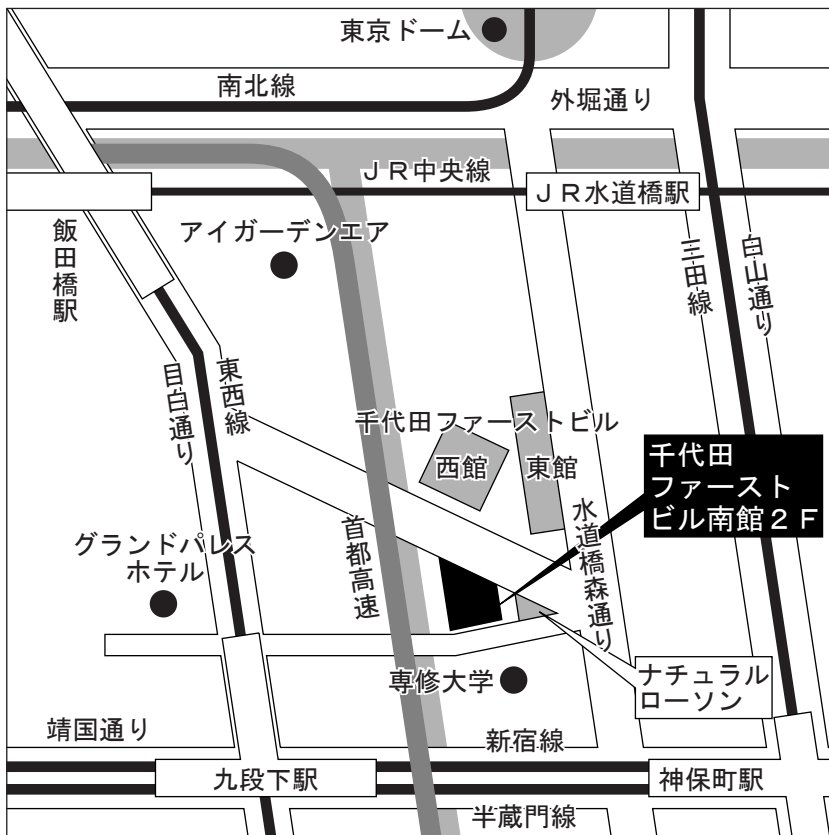 東京ドーム
南北線
外堀通り
ＪＲ中央線
ＪＲ水道橋駅
飯田橋駅
アイガーデンエア
三田線
白山通り
目白通り
東西線
千代田ファーストビル
西館
東館
千代田
ファースト
ビル南館２Ｆ
グランドパレス
ホテル
首都高速
水道橋森通り
専修大学
ナチュラル
ローソン
靖国通り
新宿線
九段下駅
神保町駅
半蔵門線